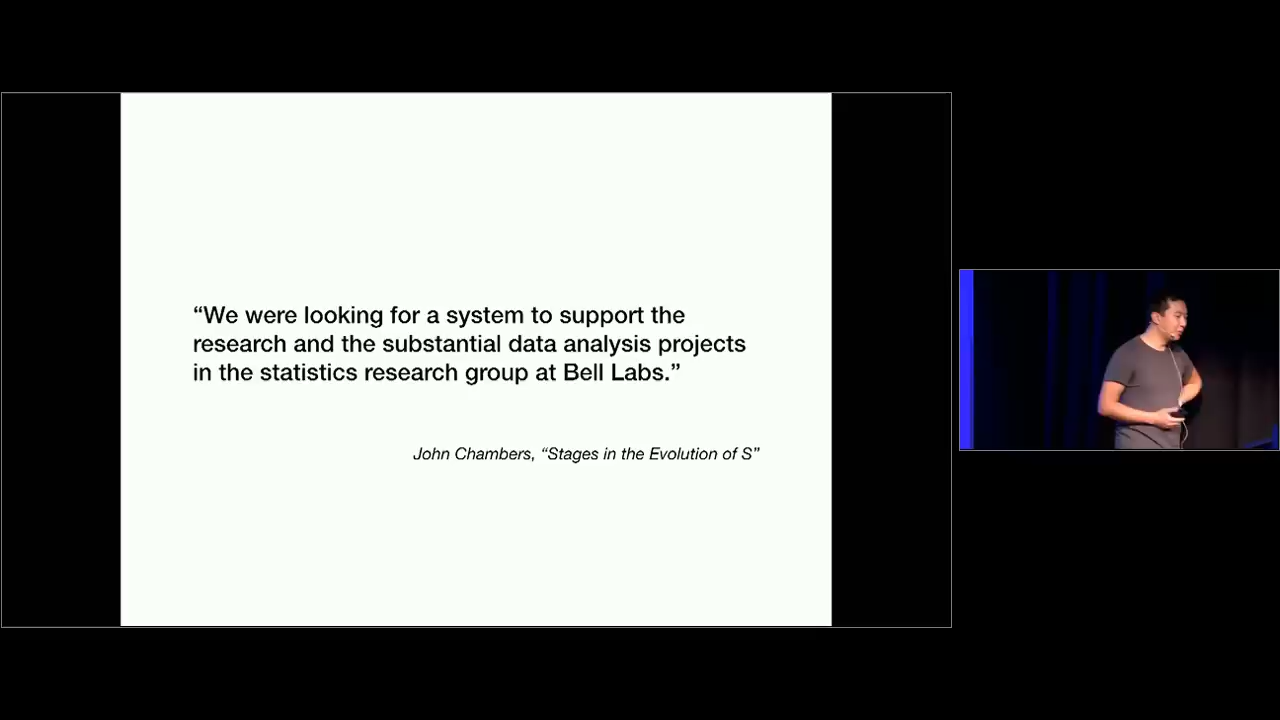 “We were looking for a system to support the
research and the substantial data analysis projects
in the statistics research group at Bell Labs.”
John Chambers, “Stages in the Evolution of S”